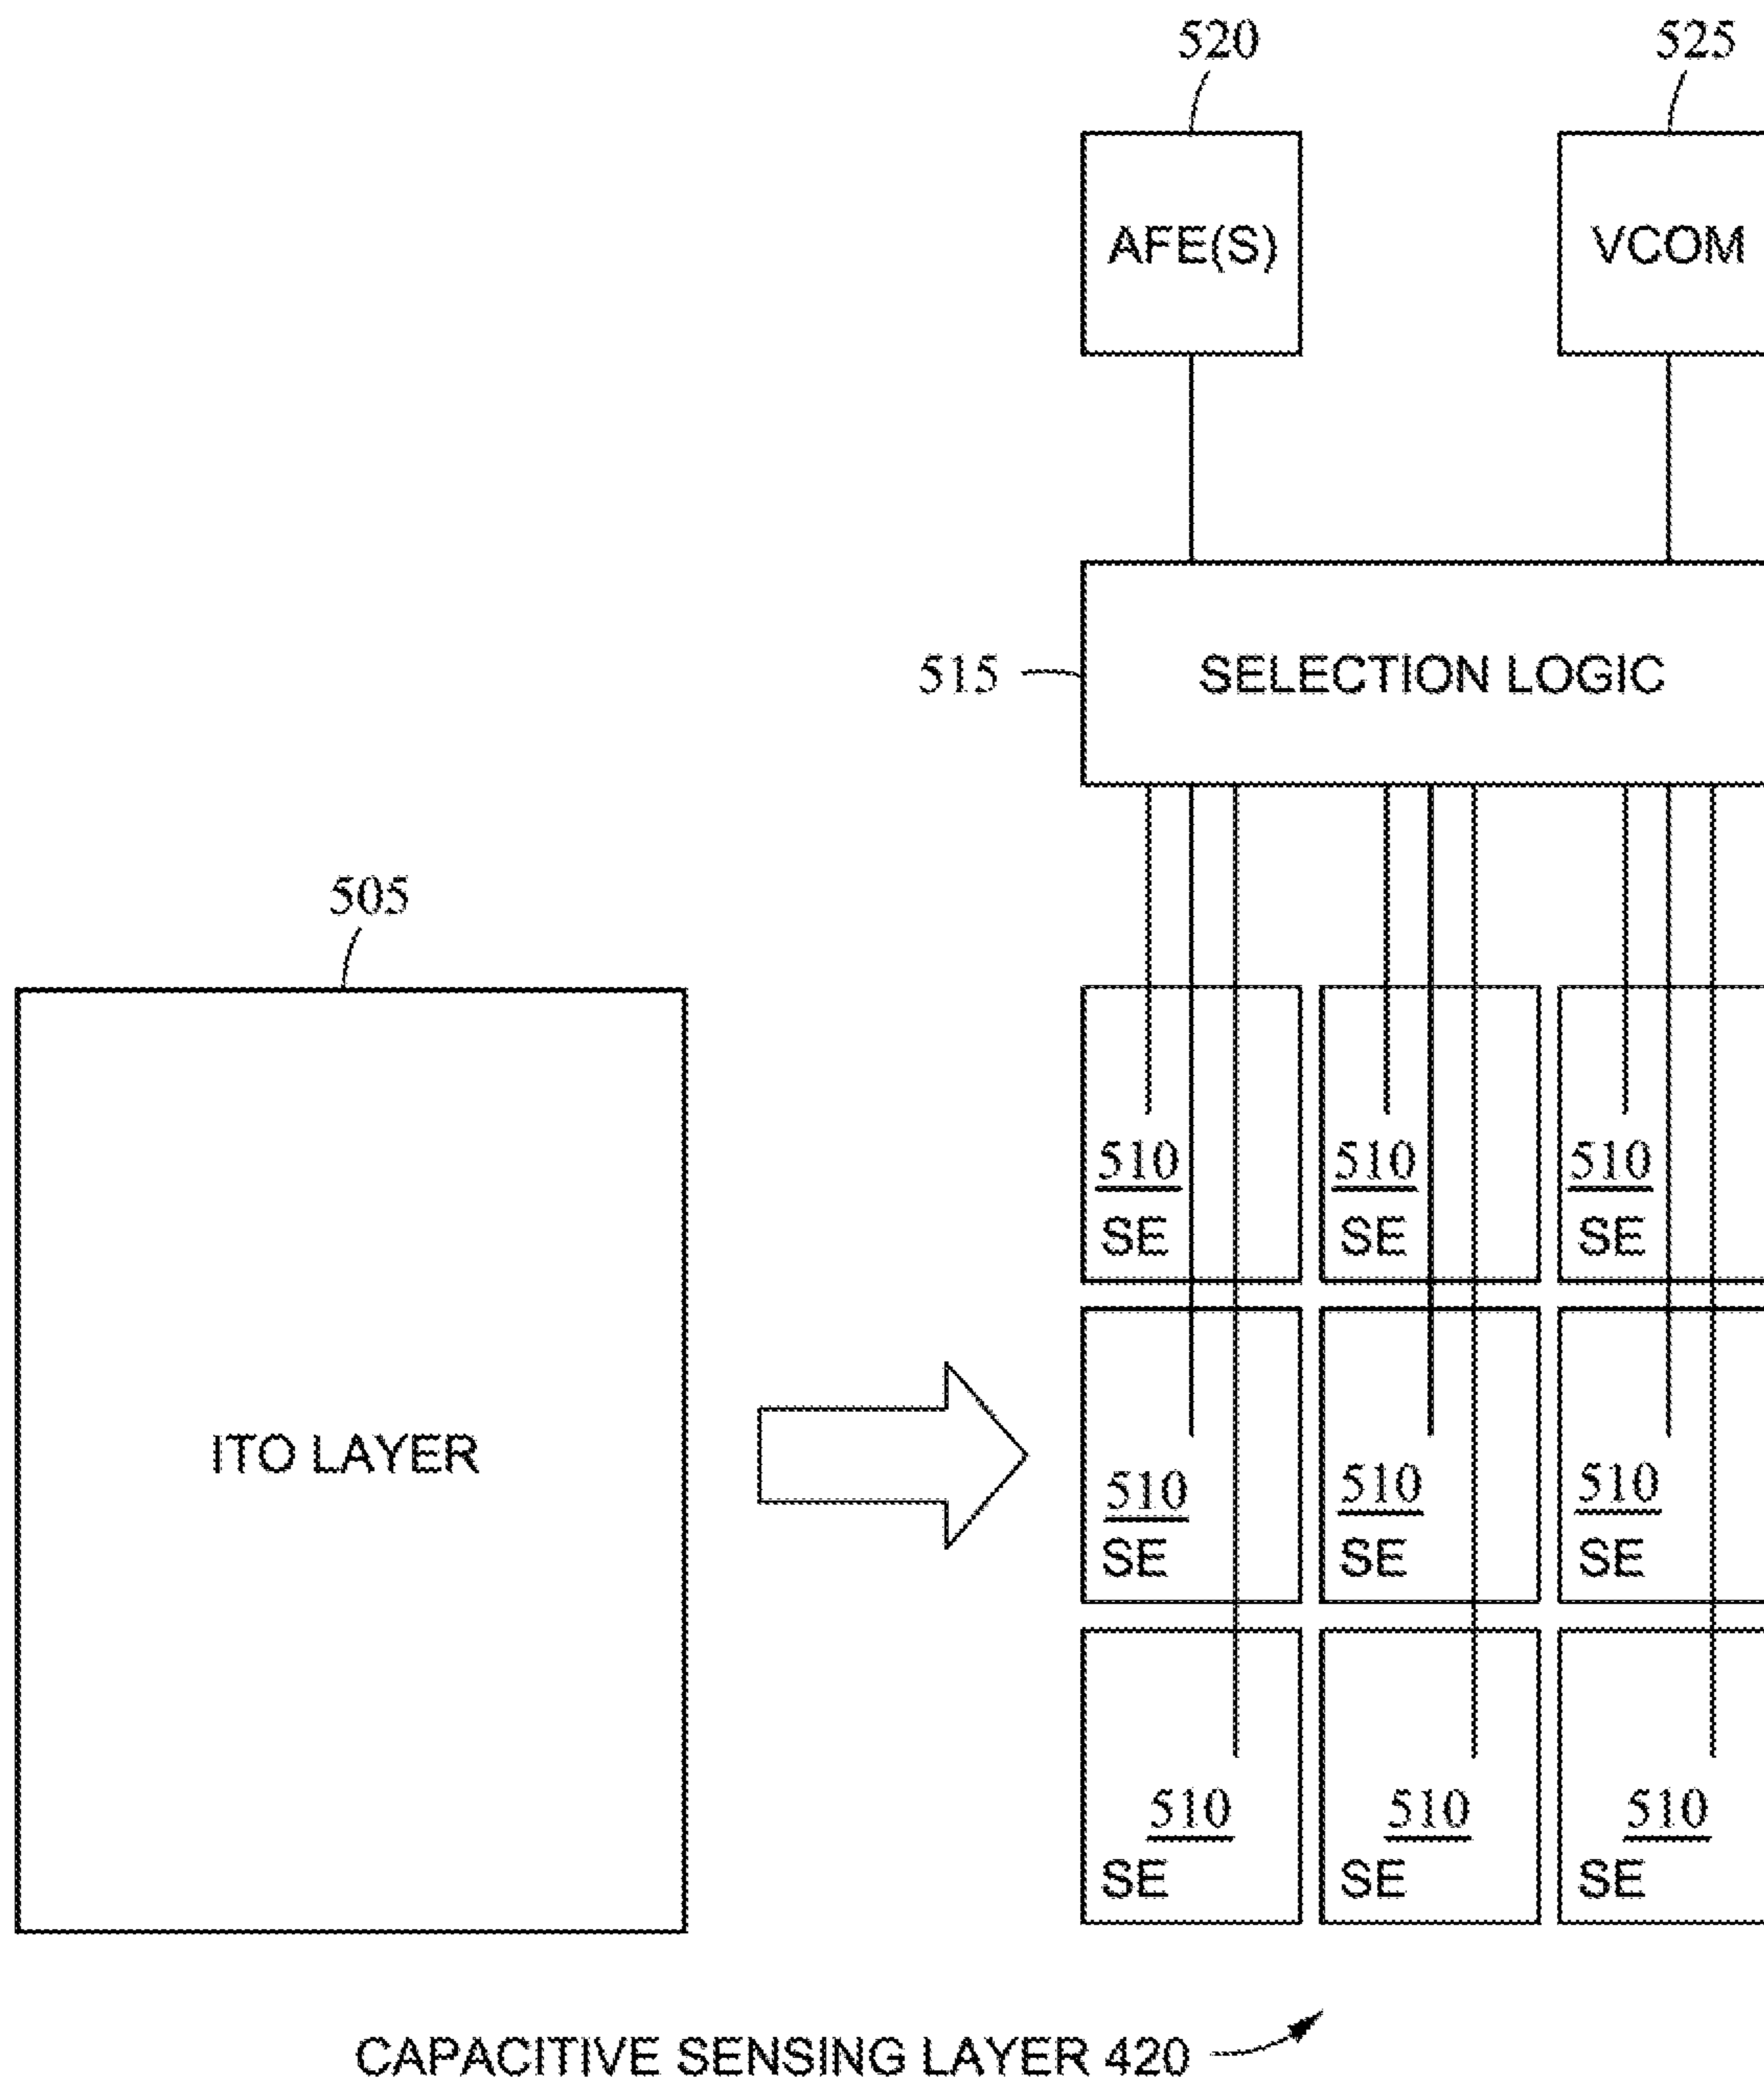 520
525
AFE(S)
VCOM
515
SELECTION LOGIC
505
ITO LAYER
510
SE
510
SE
510
SE
510
SE
510
SE
510
SE
510
SE
510
SE
510
SE
CAPACITIVE SENSING LAYER 420